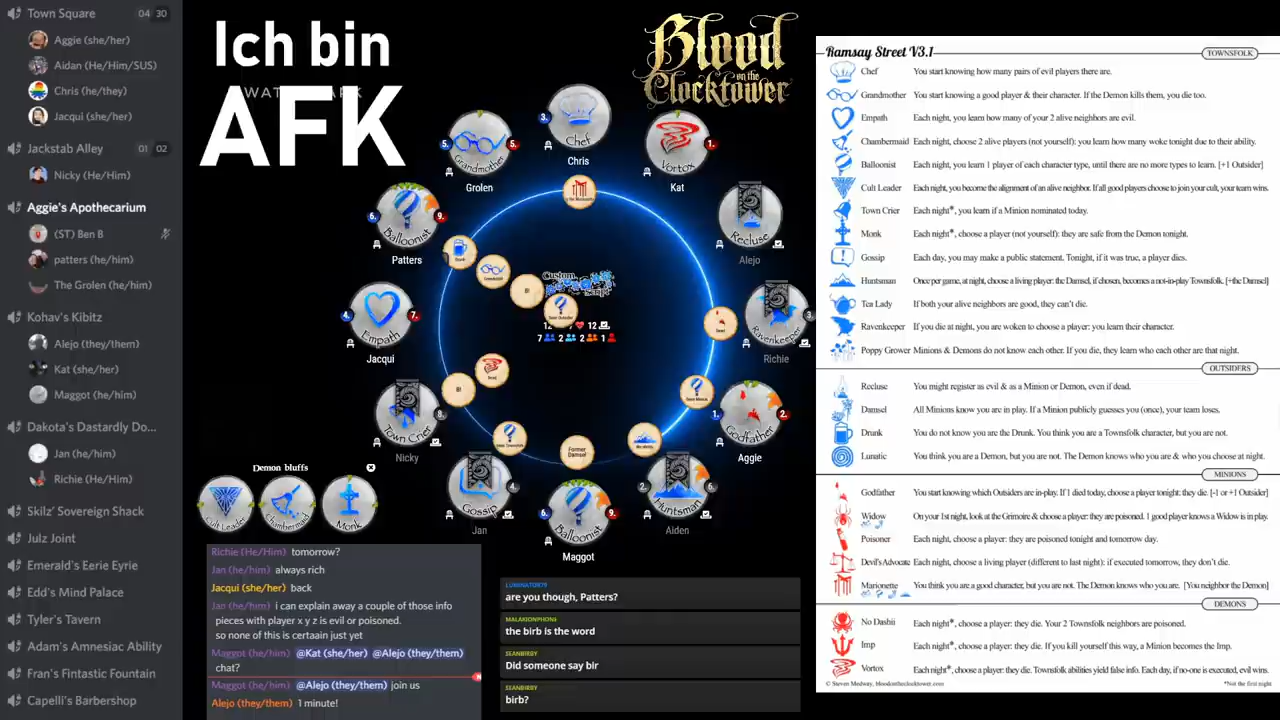 Town Square 04 30
Aggie (she/her)
Aidan (He/Him/SUS)
Chris (he/they)
Jacqui (she/her)
Jackstab Alley 01 02
Nicky (He/Him)
Aggie's Apothecarium
(ST) Ben B
patters (he/him)
The Golen (he/him)
Kohav's Kibitz
Alejo (they/them)
Kat (she/her)
Maggot (he/him)
Dakota's Dastardly Do...
Jan (he/him)
Richie (He/Him)
Skilz' Sovereign Shack
Julz Joint
Emerald's Eerie Eyrie
Edd's Mind Palace
Tyler's Tavern
Adam's Amnesiac Ability
The Fintastic Four
Capelli's Barbershop
Ich bin
AFK
Blood
on the
Clocktower
Chef
Chris
Grandmother
Grolen
Vortox
Kat
Balloonist
Patters
Recluse
Alejo
Empath
Jacqui
Ravenkeeper
Richie
Town Crier
Nicky
Godfather
Aggie
Gossip
Jan
Balloonist
Maggot
Huntsman
Aiden
Custom
Script
7 2 2 1
Demon bluffs
Cult Leader
Chambermaid
Monk
Richie (He/Him) tomorrow?
Jan (he/him) always rich
Jacqui (she/her) back
Jan (he/him) i can explain away a couple of those info
pieces with player x y z is evil or poisoned.
so none of this is certaain just yet
Maggot (he/him) @Kat (she/her) @Alejo (they/them)
chat?
Maggot (he/him) @Alejo (they/them) join us
Alejo (they/them) 1 minute!
are you though, Patters?
MALAKIONPHONE
the birb is the word
SEANBIRBY
Did someone say bir
SEANBIRBY
birb?
Ramsay Street V3.1
TOWNSFOLK
Chef You start knowing how many pairs of evil players there are.
Grandmother You start knowing a good player & their character. If the Demon kills them, you die too.
Empath Each night, you learn how many of your 2 alive neighbors are evil.
Chambermaid Each night, choose 2 alive players (not yourself): you learn how many woke tonight due to their ability.
Balloonist Each night, you learn 1 player of each character type, until there are no more types to learn. [+1 Outsider]
Cult Leader Each night, you become the alignment of an alive neighbor. If all good players choose to join your cult, your team wins.
Town Crier Each night*, you learn if a Minion nominated today.
Monk Each night*, choose a player (not yourself): they are safe from the Demon tonight.
Gossip Each day, you may make a public statement. Tonight, if it was true, a player dies.
Huntsman Once per game, at night, choose a living player: the Damsel, if chosen, becomes a not-in-play Townsfolk. [+the Damsel]
Tea Lady If both your alive neighbors are good, they can't die.
Ravenkeeper If you die at night, you are woken to choose a player: you learn their character.
Poppy Grower Minions & Demons do not know each other. If you die, they learn who each other are that night.
OUTSIDERS
Recluse You might register as evil & as a Minion or Demon, even if dead.
Damsel All Minions know you are in play. If a Minion publicly guesses you (once), your team loses.
Drunk You do not know you are the Drunk. You think you are a Townsfolk character, but you are not.
Lunatic You think you are a Demon, but you are not. The Demon knows who you are & who you choose at night.
MINIONS
Godfather You start knowing which Outsiders are in-play. If 1 died today, choose a player tonight: they die. [-1 or +1 Outsider]
Widow On your 1st night, look at the Grimoire & choose a player: they are poisoned. 1 good player knows a Widow is in play.
Poisoner Each night, choose a player: they are poisoned tonight and tomorrow day.
Devil's Advocate Each night, choose a living player (different to last night): if executed tomorrow, they don't die.
Marionette You think you are a good character, but you are not. The Demon knows who you are. [You neighbor the Demon]
DEMONS
No Dashii Each night*, choose a player: they die. Your 2 Townsfolk neighbors are poisoned.
Imp Each night*, choose a player: they die. If you kill yourself this way, a Minion becomes the Imp.
Vortox Each night*, choose a player: they die. Townsfolk abilities yield false info. Each day, if no-one is executed, evil wins.
© Steven Medway, bloodontheclocktower.com *Not the first night